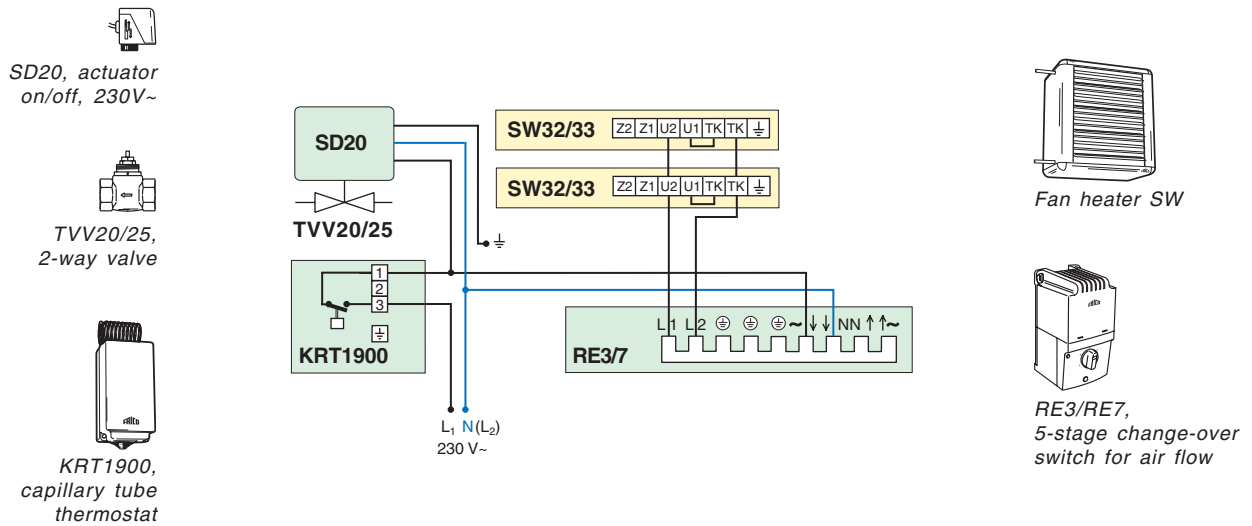 SD20, actuator
on/off, 230V~
TVV20/25,
2-way valve
FRICO
KRT1900,
capillary tube
thermostat
SD20
TVV20/25
SW32/33
Z2 Z1 U2 U1 TK TK
SW32/33
Z2 Z1 U2 U1 TK TK
1
2
3
KRT1900
L1 N (L2)
230 V~
L1 L2 ~ ↓ ↓ NN ↑ ↑ ~
RE3/7
Fan heater SW
FRICO
RE3/RE7,
5-stage change-over
switch for air flow